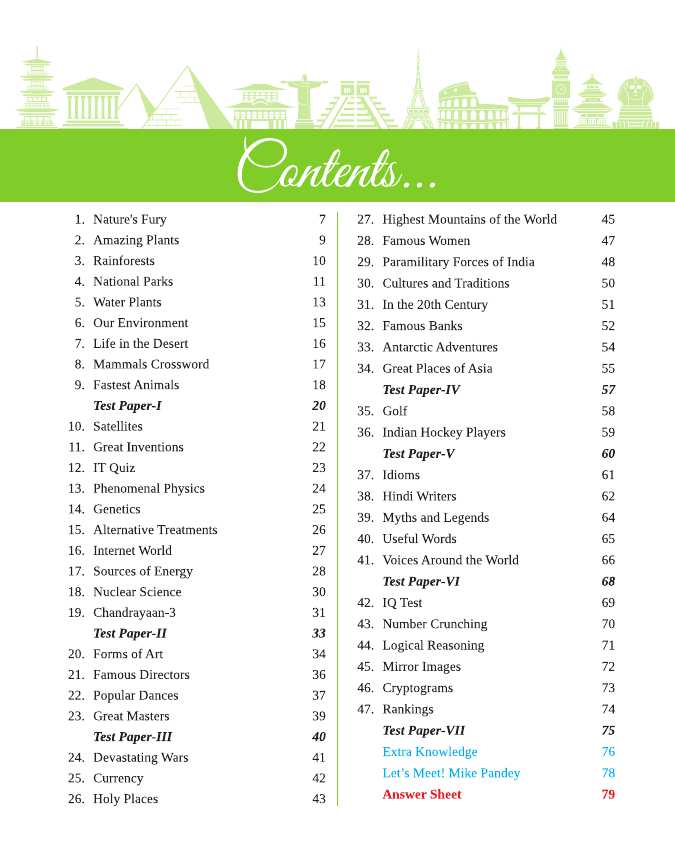 Contents...
1. Nature's Fury 7
2. Amazing Plants 9
3. Rainforests 10
4. National Parks 11
5. Water Plants 13
6. Our Environment 15
7. Life in the Desert 16
8. Mammals Crossword 17
9. Fastest Animals 18
Test Paper-I 20
10. Satellites 21
11. Great Inventions 22
12. IT Quiz 23
13. Phenomenal Physics 24
14. Genetics 25
15. Alternative Treatments 26
16. Internet World 27
17. Sources of Energy 28
18. Nuclear Science 30
19. Chandrayaan-3 31
Test Paper-II 33
20. Forms of Art 34
21. Famous Directors 36
22. Popular Dances 37
23. Great Masters 39
Test Paper-III 40
24. Devastating Wars 41
25. Currency 42
26. Holy Places 43
27. Highest Mountains of the World 45
28. Famous Women 47
29. Paramilitary Forces of India 48
30. Cultures and Traditions 50
31. In the 20th Century 51
32. Famous Banks 52
33. Antarctic Adventures 54
34. Great Places of Asia 55
Test Paper-IV 57
35. Golf 58
36. Indian Hockey Players 59
Test Paper-V 60
37. Idioms 61
38. Hindi Writers 62
39. Myths and Legends 64
40. Useful Words 65
41. Voices Around the World 66
Test Paper-VI 68
42. IQ Test 69
43. Number Crunching 70
44. Logical Reasoning 71
45. Mirror Images 72
46. Cryptograms 73
47. Rankings 74
Test Paper-VII 75
Extra Knowledge 76
Let's Meet! Mike Pandey 78
Answer Sheet 79